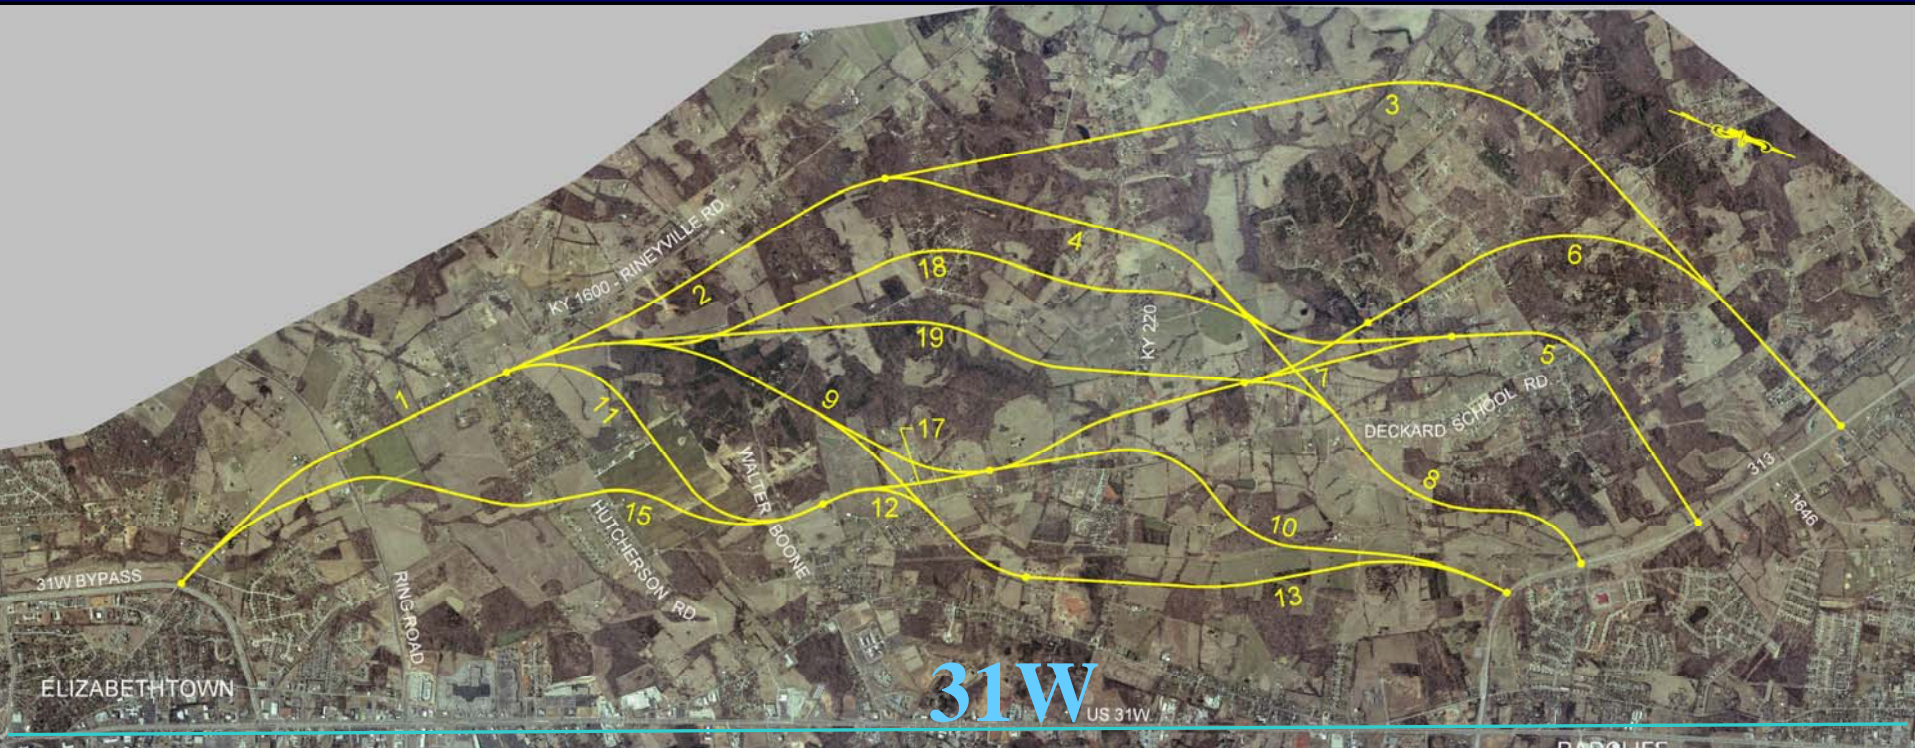 3
6
4
18
2
KY 1600 - RINEYVILLE RD.
KY 220
19
5
7
DECKARD SCHOOL RD.
1
11
9
17
8
313
1646
WALTER BOONE
12
15
10
HUTCHERSON RD.
31W BYPASS
RING ROAD
13
ELIZABETHTOWN
31W
US 31W
RADCLIFF